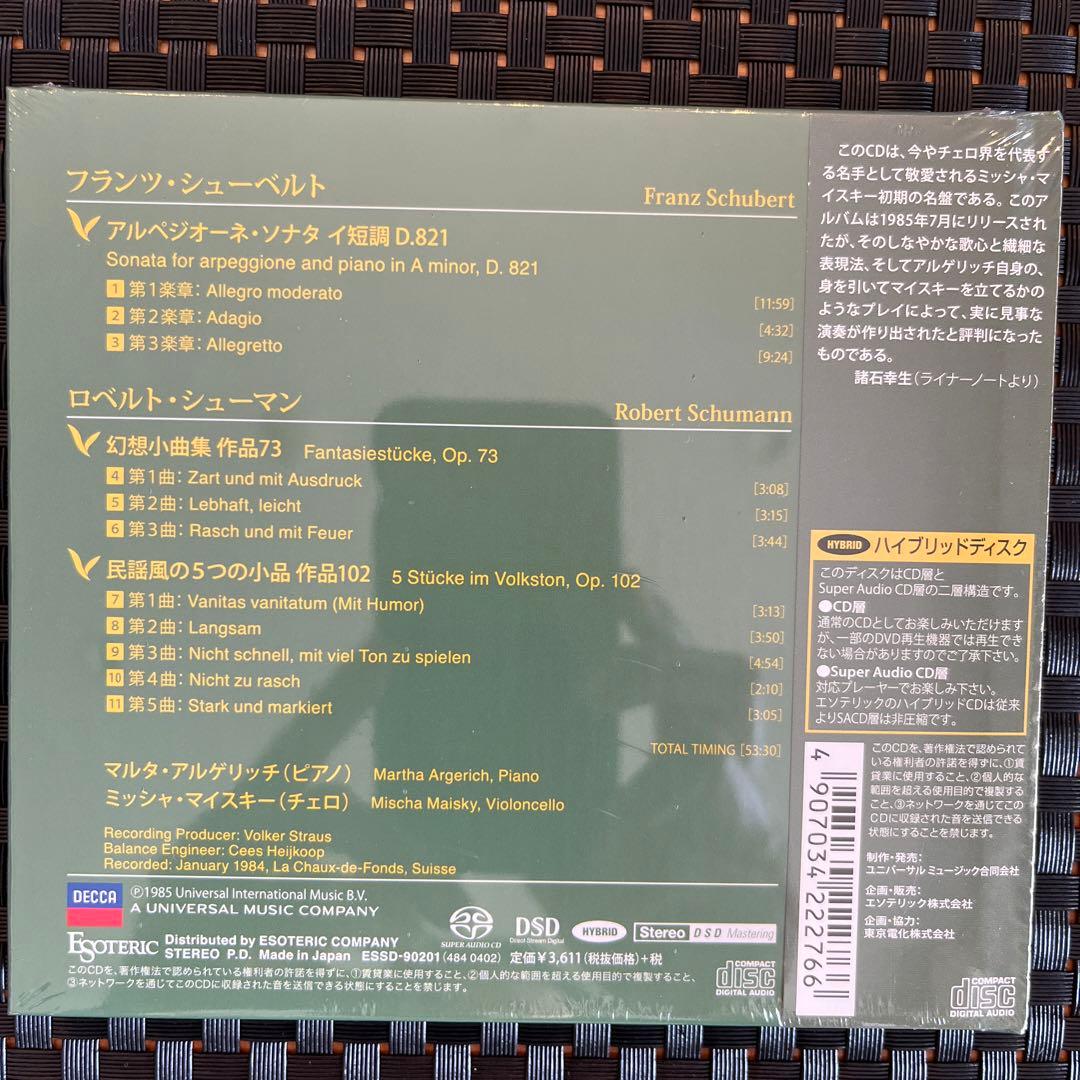 フランツ・シューベルト
Franz Schubert
アルペジオーネ・ソナタ イ短調 D.821
Sonata for arpeggione and piano in A minor, D. 821
1 第1楽章：Allegro moderato [11:59]
2 第2楽章：Adagio [4:32]
3 第3楽章：Allegretto [9:24]
ロベルト・シューマン
Robert Schumann
幻想小曲集 作品73 Fantasiestücke, Op. 73
4 第1曲：Zart und mit Ausdruck [3:08]
5 第2曲：Lebhaft, leicht [3:15]
6 第3曲：Rasch und mit Feuer [3:44]
民謡風の5つの小品 作品102 5 Stücke im Volkston, Op. 102
7 第1曲：Vanitas vanitatum (Mit Humor) [3:13]
8 第2曲：Langsam [3:50]
9 第3曲：Nicht schnell, mit viel Ton zu spielen [4:54]
10 第4曲：Nicht zu rasch [2:10]
11 第5曲：Stark und markiert [3:05]
TOTAL TIMING [53:30]
マルタ・アルゲリッチ（ピアノ） Martha Argerich, Piano
ミッシャ・マイスキー（チェロ） Mischa Maisky, Violoncello
Recording Producer: Volker Straus
Balance Engineer: Cees Heijkoop
Recorded: January 1984, La Chaux-de-Fonds, Suisse
DECCA
℗1985 Universal International Music B.V.
A UNIVERSAL MUSIC COMPANY
SUPER AUDIO CD
DSD
Direct Stream Digital
HYBRID
Stereo DSD Mastering
ESOTERIC
Distributed by ESOTERIC COMPANY
STEREO P.D. Made in Japan ESSD-90201 (484 0402) 定価￥3,611(税抜価格)+税
このCDを、著作権法で認められている権利者の許諾を得ずに、①賃貸業に使用すること、②個人的な範囲を超える使用目的で複製すること、
③ネットワークを通じてこのCDに収録された音を送信できる状態にすることを禁じます。
COMPACT
disc
DIGITAL AUDIO
このCDは、今やチェロ界を代表す
る名手として敬愛されるミッシャ・マ
イスキー初期の名盤である。このア
ルバムは1985年7月にリリースされ
たが、そのしなやかな歌心と繊細な
表現法、そしてアルゲリッチ自身の、
身を引いてマイスキーを立てるかの
ようなプレイによって、実に見事な
演奏が作り出されたと評判になった
ものである。
諸石幸生（ライナーノートより）
HYBRID ハイブリッドディスク
このディスクはCD層と
Super Audio CD層の二層構造です。
●CD層
通常のCDとしてお楽しみいただけます
が、一部のDVD再生機器では再生でき
ない場合がありますのでご了承下さい。
●Super Audio CD層
対応プレーヤーでお楽しみ下さい。
エソテリックのハイブリッドCDは従来
よりSACD層は非圧縮です。
4 907034 222766
このCDを、著作権法で認められて
いる権利者の許諾を得ずに、①賃
貸業に使用すること、②個人的な
範囲を超える使用目的で複製する
こと、③ネットワークを通じてこの
CDに収録された音を送信できる
状態にすることを禁じます。
制作・発売：
ユニバーサル ミュージック合同会社
企画・販売：
エソテリック株式会社
企画・協力：
東京電化株式会社
COMPACT
disc
DIGITAL AUDIO